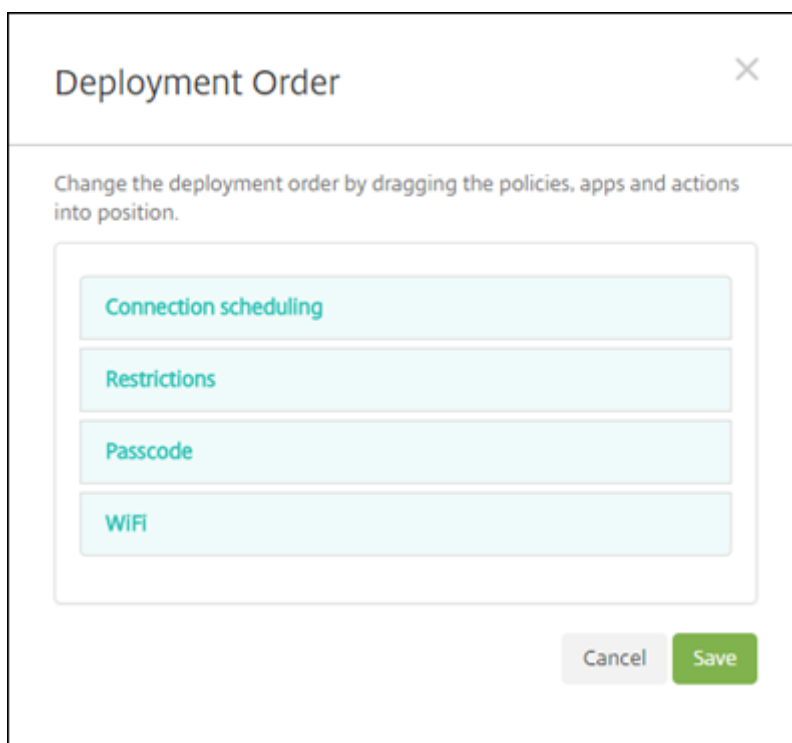 Deployment Order
Change the deployment order by dragging the policies, apps and actions
into position.
Connection scheduling
Restrictions
Passcode
WiFi
Cancel
Save